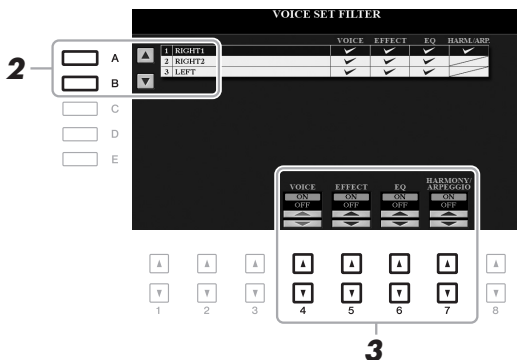 VOICE SET FILTER
VOICE EFFECT EQ HARM./ARP.
2
A
1 RIGHT1
2 RIGHT2
B
3 LEFT
C
D
E
VOICE EFFECT EQ HARMONY/ARPEGGIO
ON ON ON ON
OFF OFF OFF OFF
1 2 3 4 5 6 7 8
3